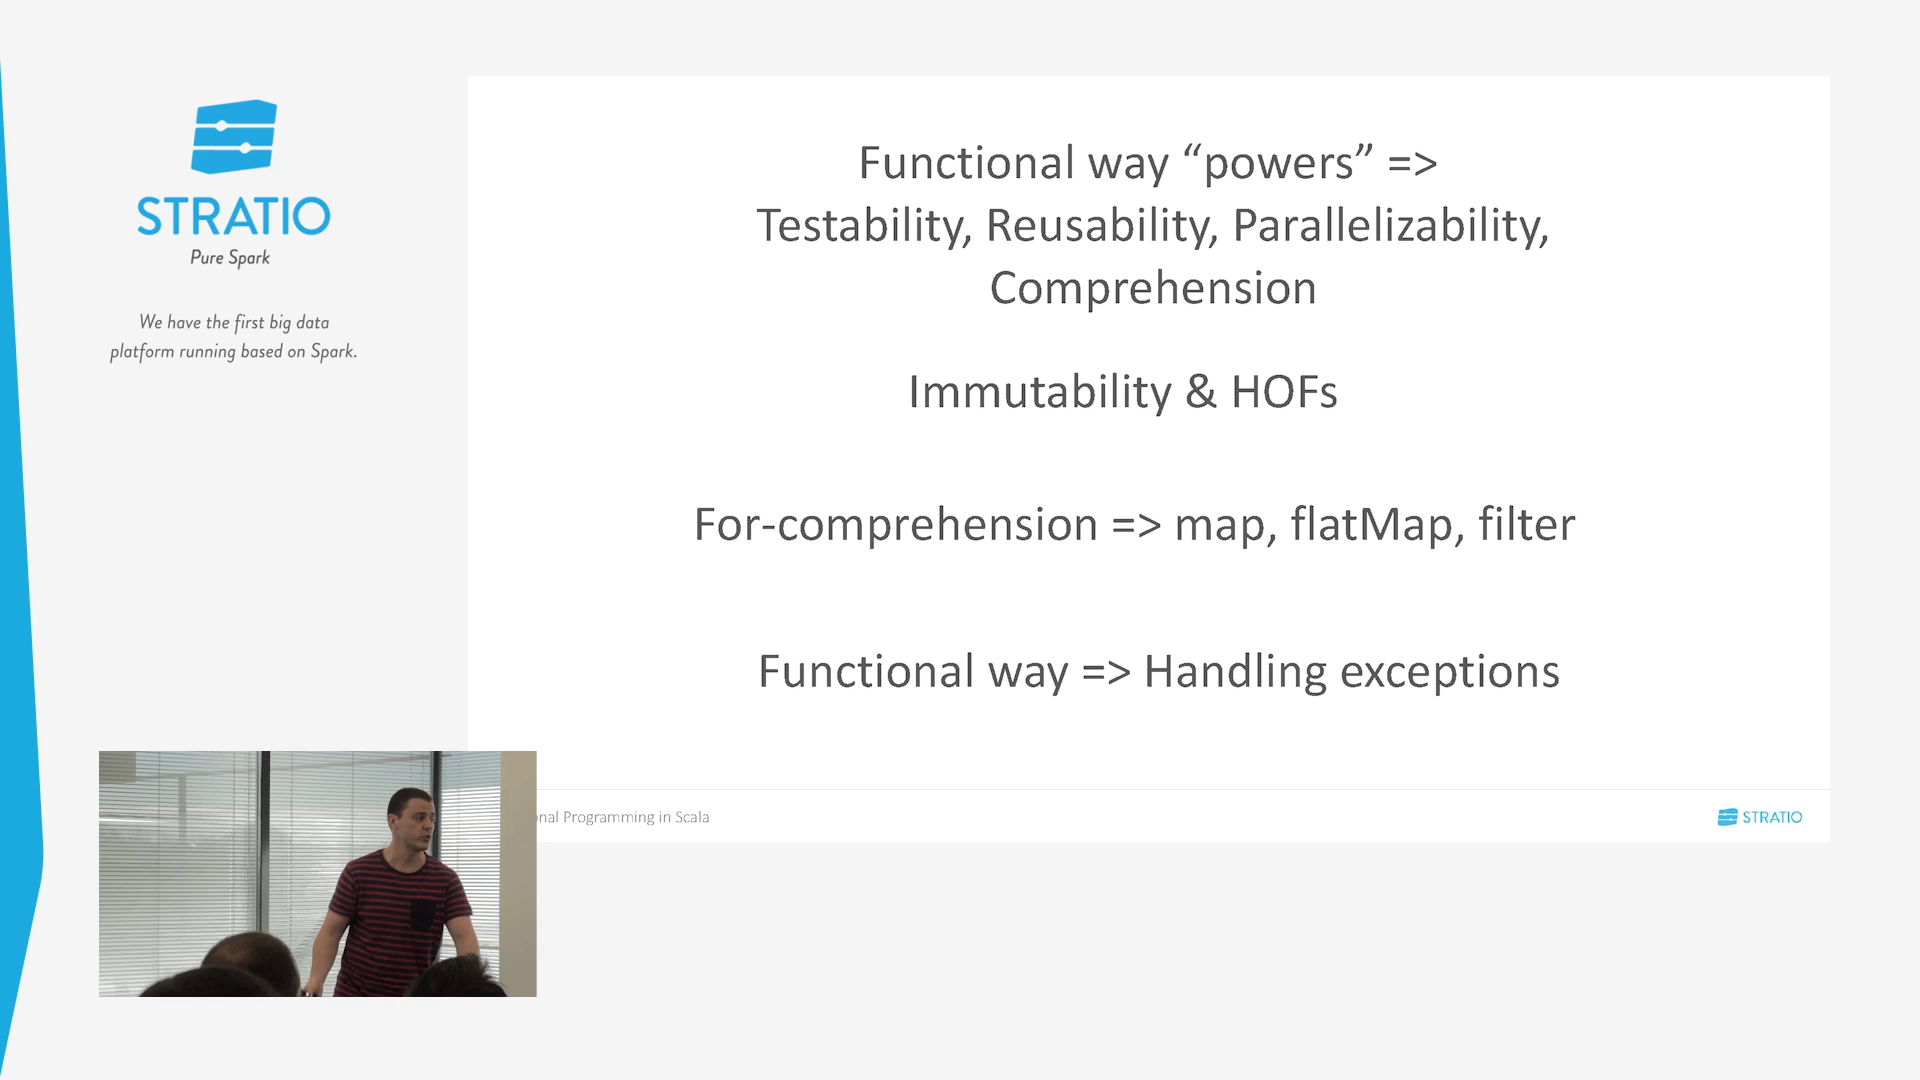 STRATIO
Pure Spark
We have the first big data
platform running based on Spark.
Functional way “powers” =>
Testability, Reusability, Parallelizability,
Comprehension
Immutability & HOFs
For-comprehension => map, flatMap, filter
Functional way => Handling exceptions
Programming in Scala
STRATIO